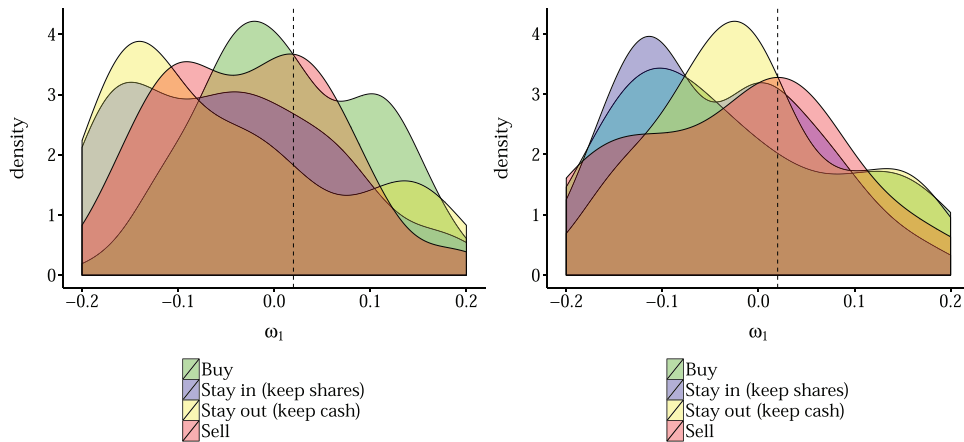 4
3
2
1
0
density
−0.2
−0.1
0.0
0.1
0.2
ω₁
Buy
Stay in (keep shares)
Stay out (keep cash)
Sell
4
3
2
1
0
density
−0.2
−0.1
0.0
0.1
0.2
ω₁
Buy
Stay in (keep shares)
Stay out (keep cash)
Sell